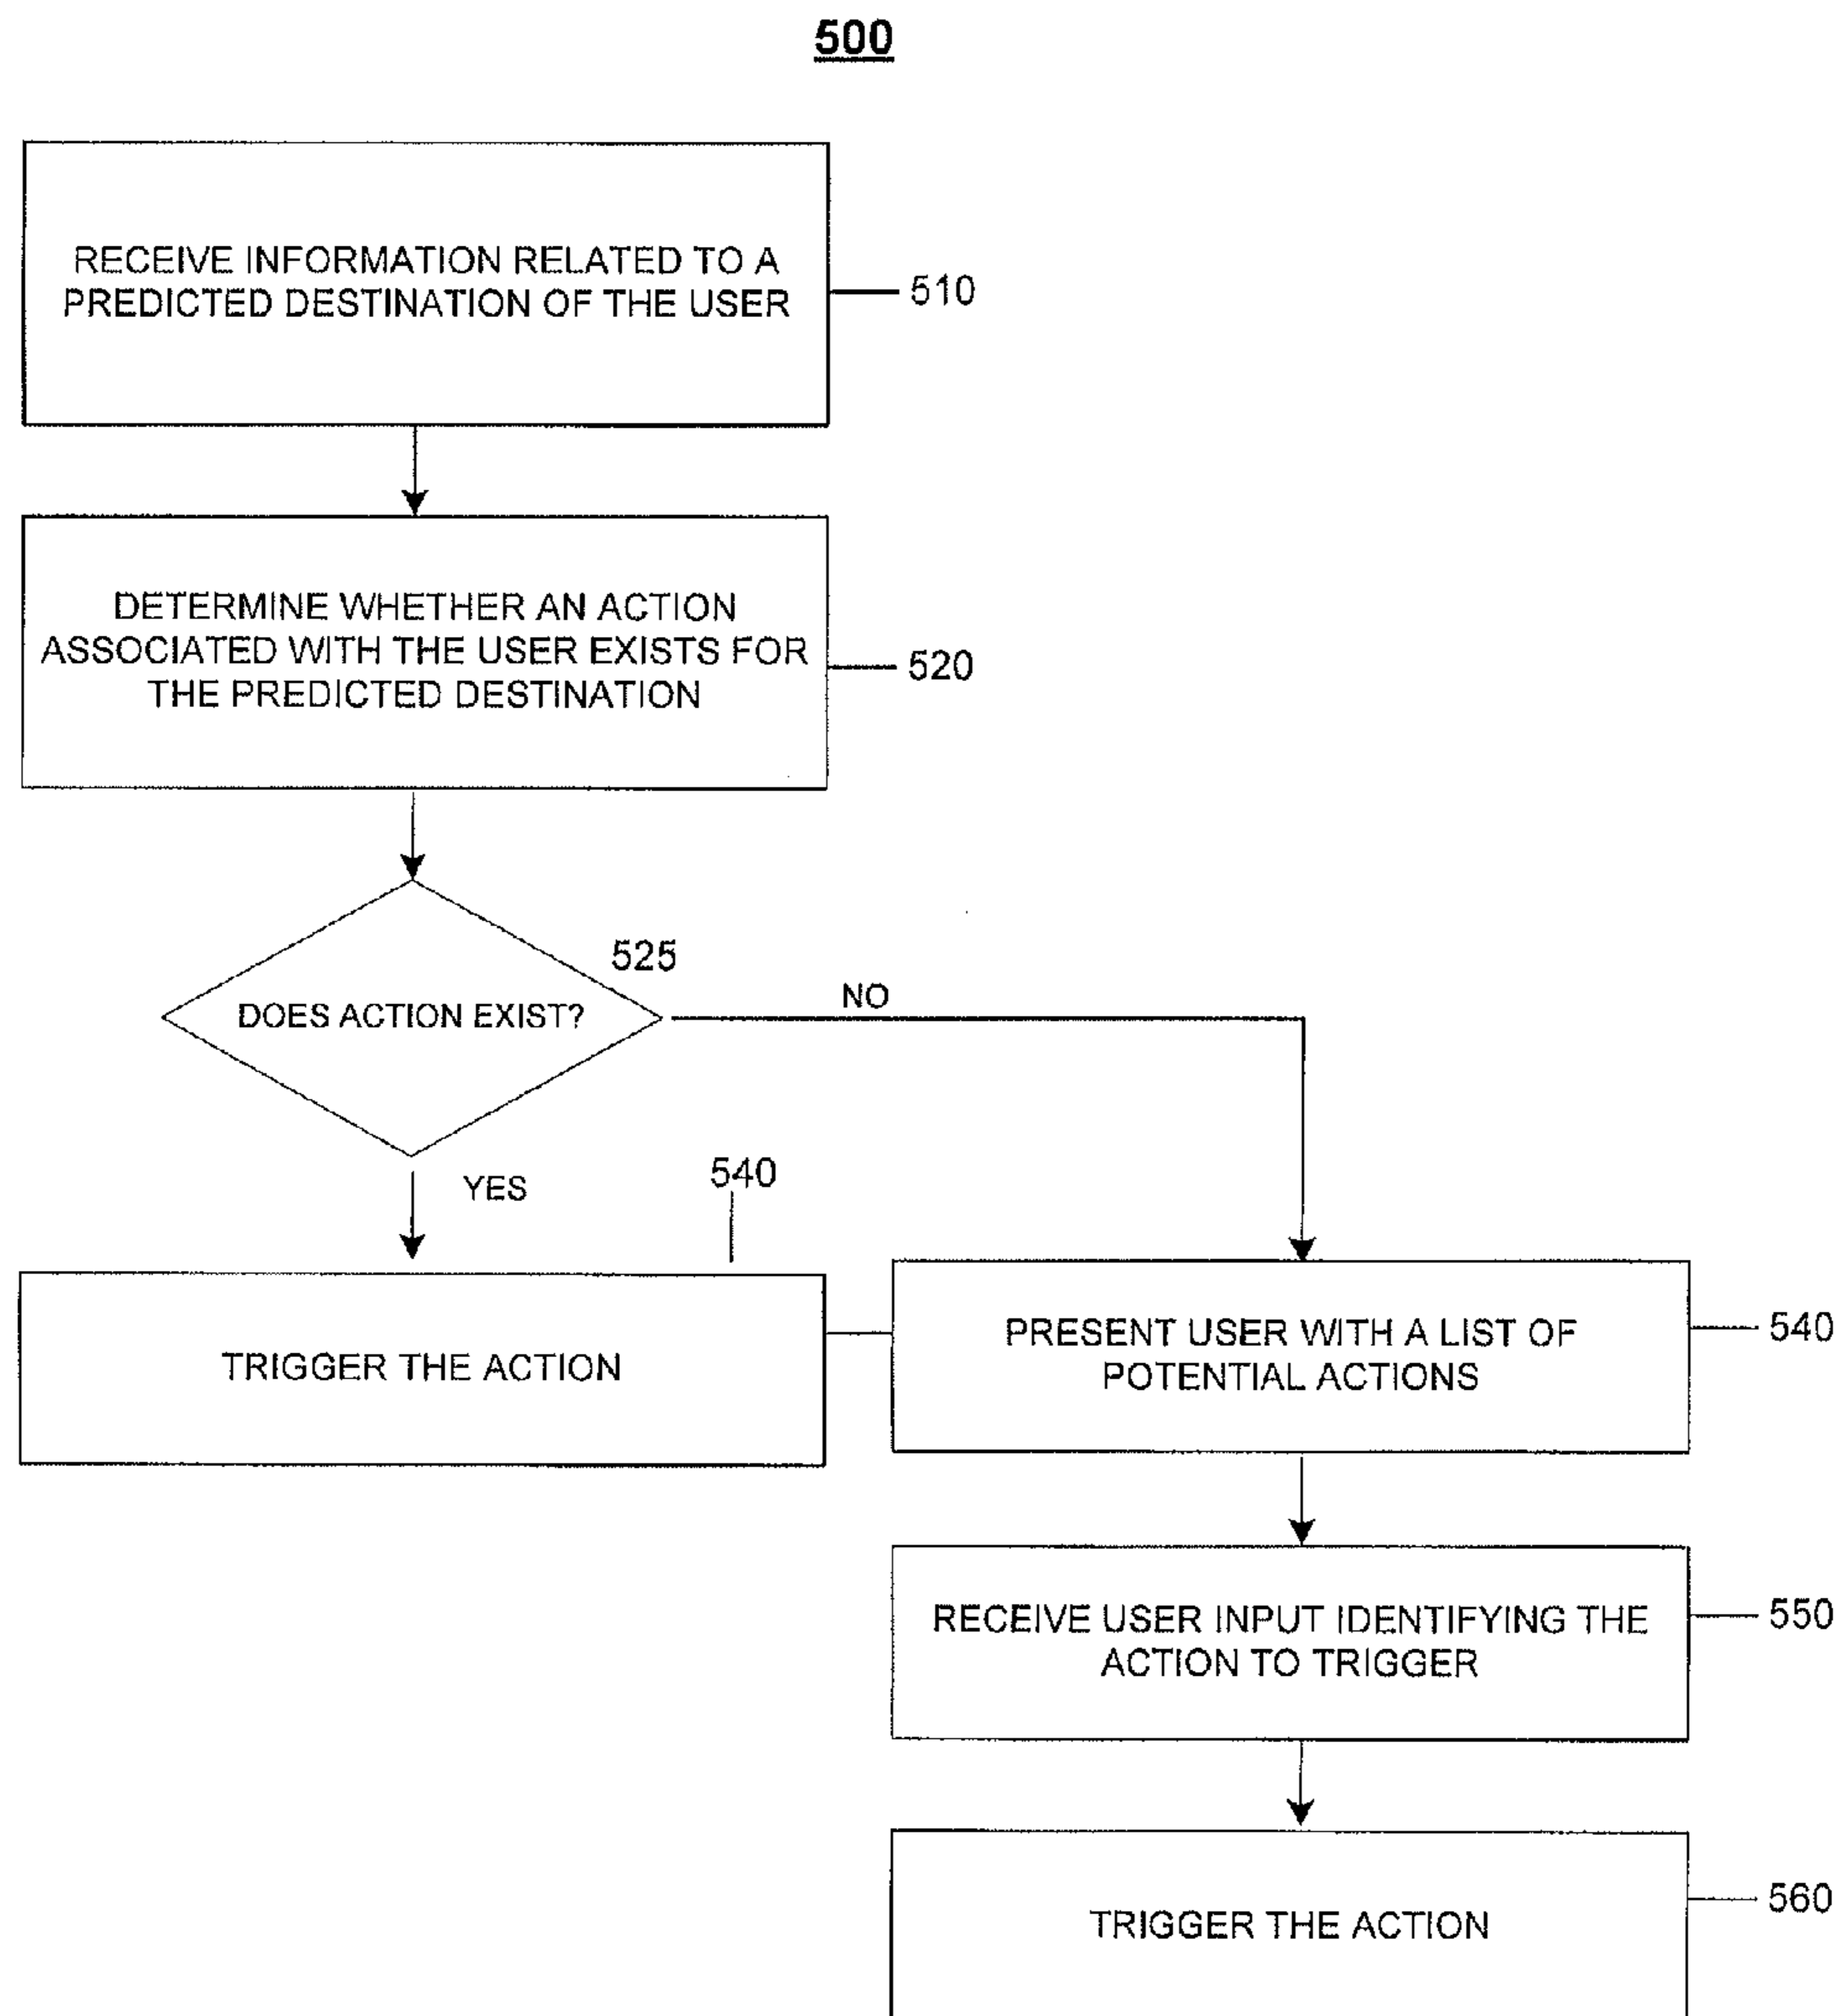 500
RECEIVE INFORMATION RELATED TO A
PREDICTED DESTINATION OF THE USER
510
DETERMINE WHETHER AN ACTION
ASSOCIATED WITH THE USER EXISTS FOR
THE PREDICTED DESTINATION
520
525
DOES ACTION EXIST?
NO
YES
540
TRIGGER THE ACTION
PRESENT USER WITH A LIST OF
POTENTIAL ACTIONS
540
RECEIVE USER INPUT IDENTIFYING THE
ACTION TO TRIGGER
550
TRIGGER THE ACTION
560